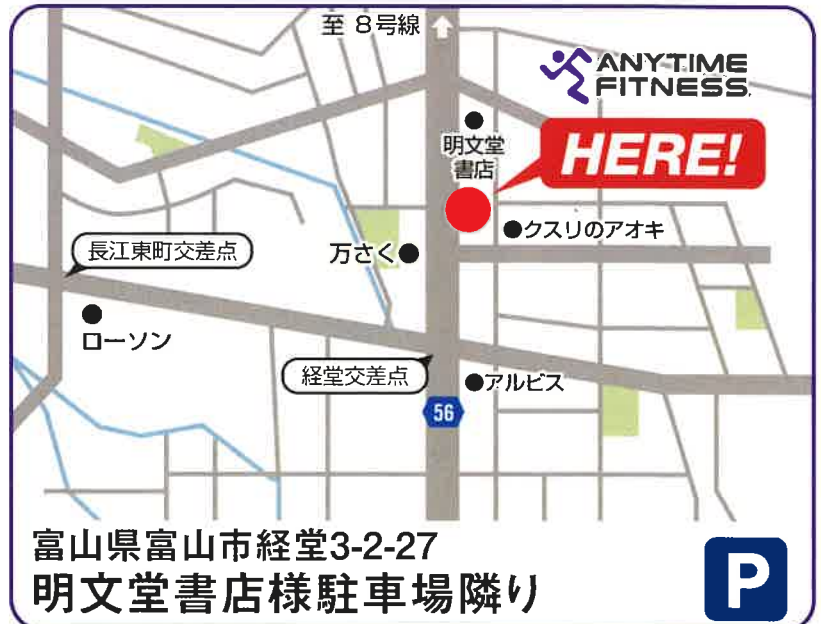 至 8号線
ANYTIME
FITNESS
明文堂
書店
HERE!
クスリのアオキ
万さく
長江東町交差点
ローソン
経堂交差点
アルビス
56
富山県富山市経堂3-2-27
明文堂書店様駐車場隣り
P